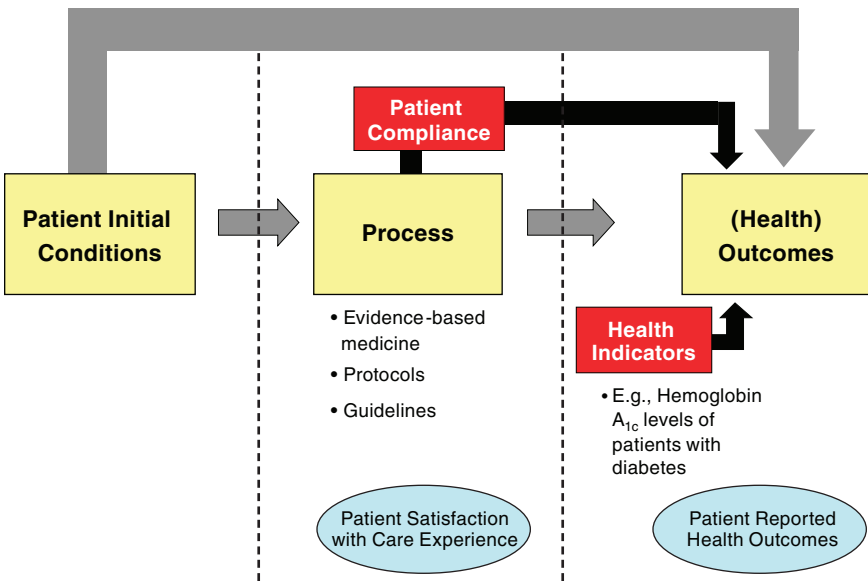 Patient
Compliance
Patient Initial
Conditions
Process
(Health)
Outcomes
• Evidence-based
medicine
• Protocols
• Guidelines
Health
Indicators
• E.g., Hemoglobin
A1c levels of
patients with
diabetes
Patient Satisfaction
with Care Experience
Patient Reported
Health Outcomes